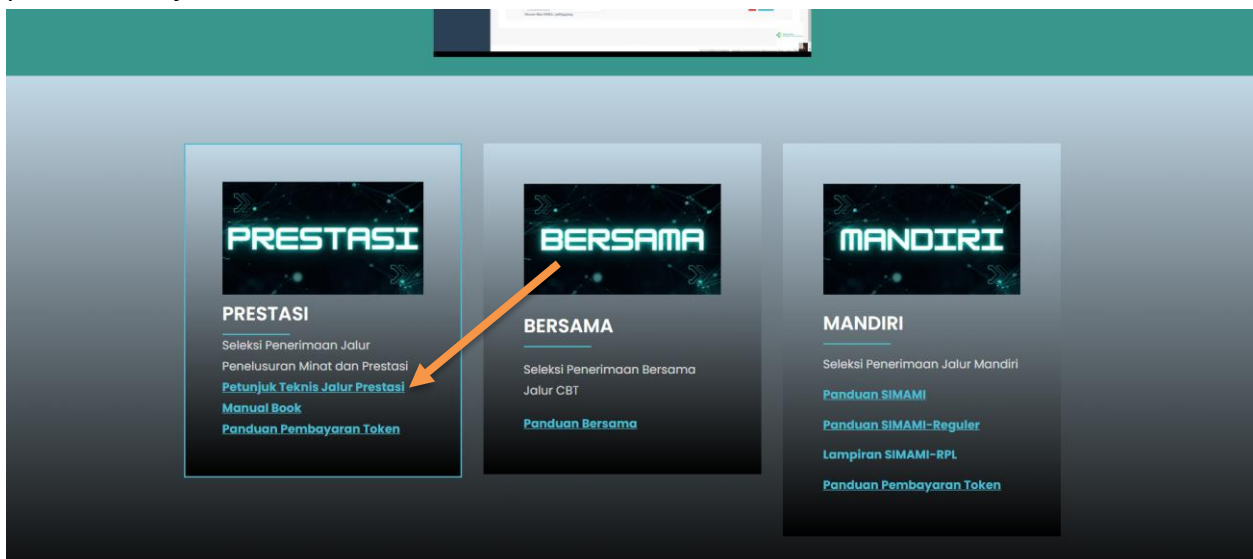 PRESTASI
PRESTASI
Seleksi Penerimaan Jalur
Penelusuran Minat dan Prestasi
Petunjuk Teknis Jalur Prestasi
Manual Book
Panduan Pembayaran Token
BERSAMA
BERSAMA
Seleksi Penerimaan Bersama
Jalur CBT
Panduan Bersama
MANDIRI
MANDIRI
Seleksi Penerimaan Jalur Mandiri
Panduan SIMAMI
Panduan SIMAMI-Reguler
Lampiran SIMAMI-RPL
Panduan Pembayaran Token